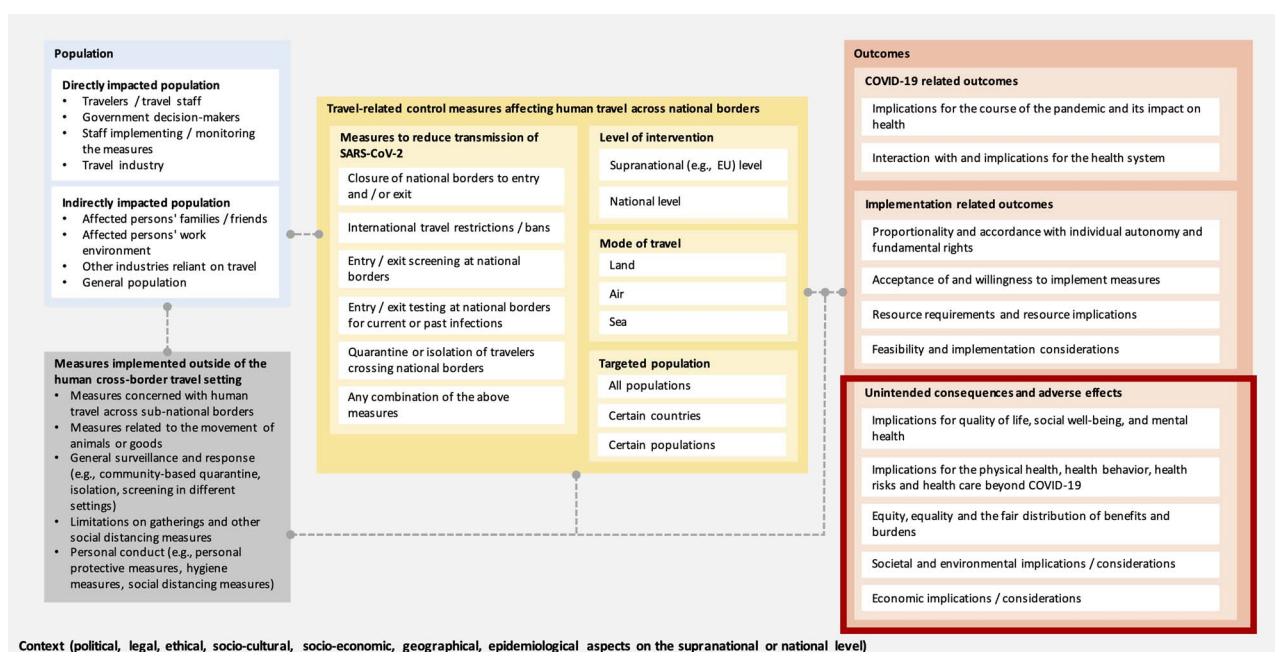 Population
Directly impacted population
• Travelers / travel staff
• Government decision-makers
• Staff implementing / monitoring
the measures
• Travel industry
Indirectly impacted population
• Affected persons' families / friends
• Affected persons' work
environment
• Other industries reliant on travel
• General population
Measures implemented outside of the
human cross-border travel setting
• Measures concerned with human
travel across sub-national borders
• Measures related to the movement of
animals or goods
• General surveillance and response
(e.g., community-based quarantine,
isolation, screening in different
settings)
• Limitations on gatherings and other
social distancing measures
• Personal conduct (e.g., personal
protective measures, hygiene
measures, social distancing measures)
Travel-related control measures affecting human travel across national borders
Measures to reduce transmission of
SARS-CoV-2
Closure of national borders to entry
and / or exit
International travel restrictions / bans
Entry / exit screening at national
borders
Entry / exit testing at national borders
for current or past infections
Quarantine or isolation of travelers
crossing national borders
Any combination of the above
measures
Level of intervention
Supranational (e.g., EU) level
National level
Mode of travel
Land
Air
Sea
Targeted population
All populations
Certain countries
Certain populations
Outcomes
COVID-19 related outcomes
Implications for the course of the pandemic and its impact on
health
Interaction with and implications for the health system
Implementation related outcomes
Proportionality and accordance with individual autonomy and
fundamental rights
Acceptance of and willingness to implement measures
Resource requirements and resource implications
Feasibility and implementation considerations
Unintended consequences and adverse effects
Implications for quality of life, social well-being, and mental
health
Implications for the physical health, health behavior, health
risks and health care beyond COVID-19
Equity, equality and the fair distribution of benefits and
burdens
Societal and environmental implications / considerations
Economic implications / considerations
Context (political, legal, ethical, socio-cultural, socio-economic, geographical, epidemiological aspects on the supranational or national level)